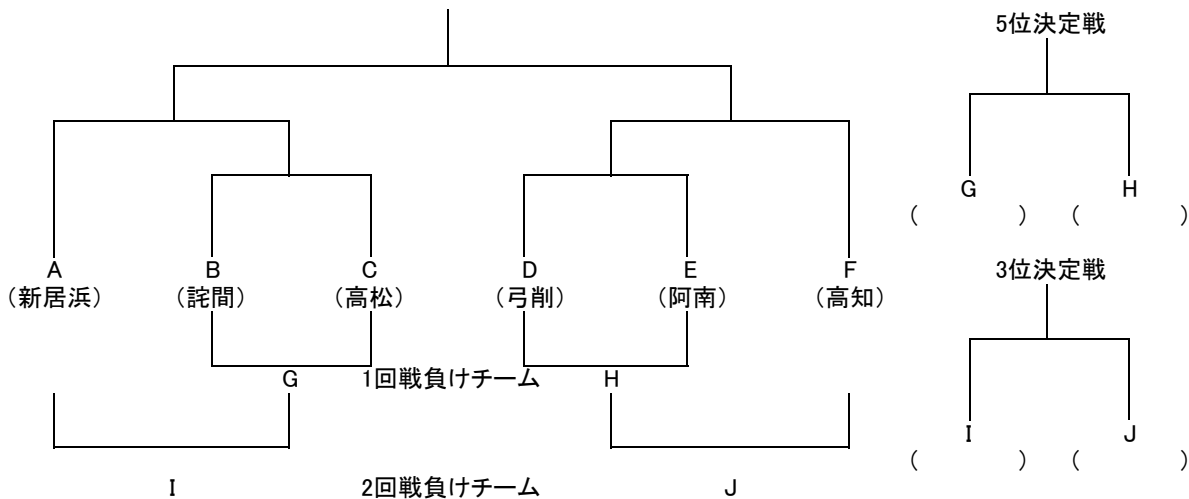 5位決定戦
G H
( ) ( )
A B C D E F
(新居浜) (詫間) (高松) (弓削) (阿南) (高知)
3位決定戦
G 1回戦負けチーム H
I J
( ) ( )
I 2回戦負けチーム J